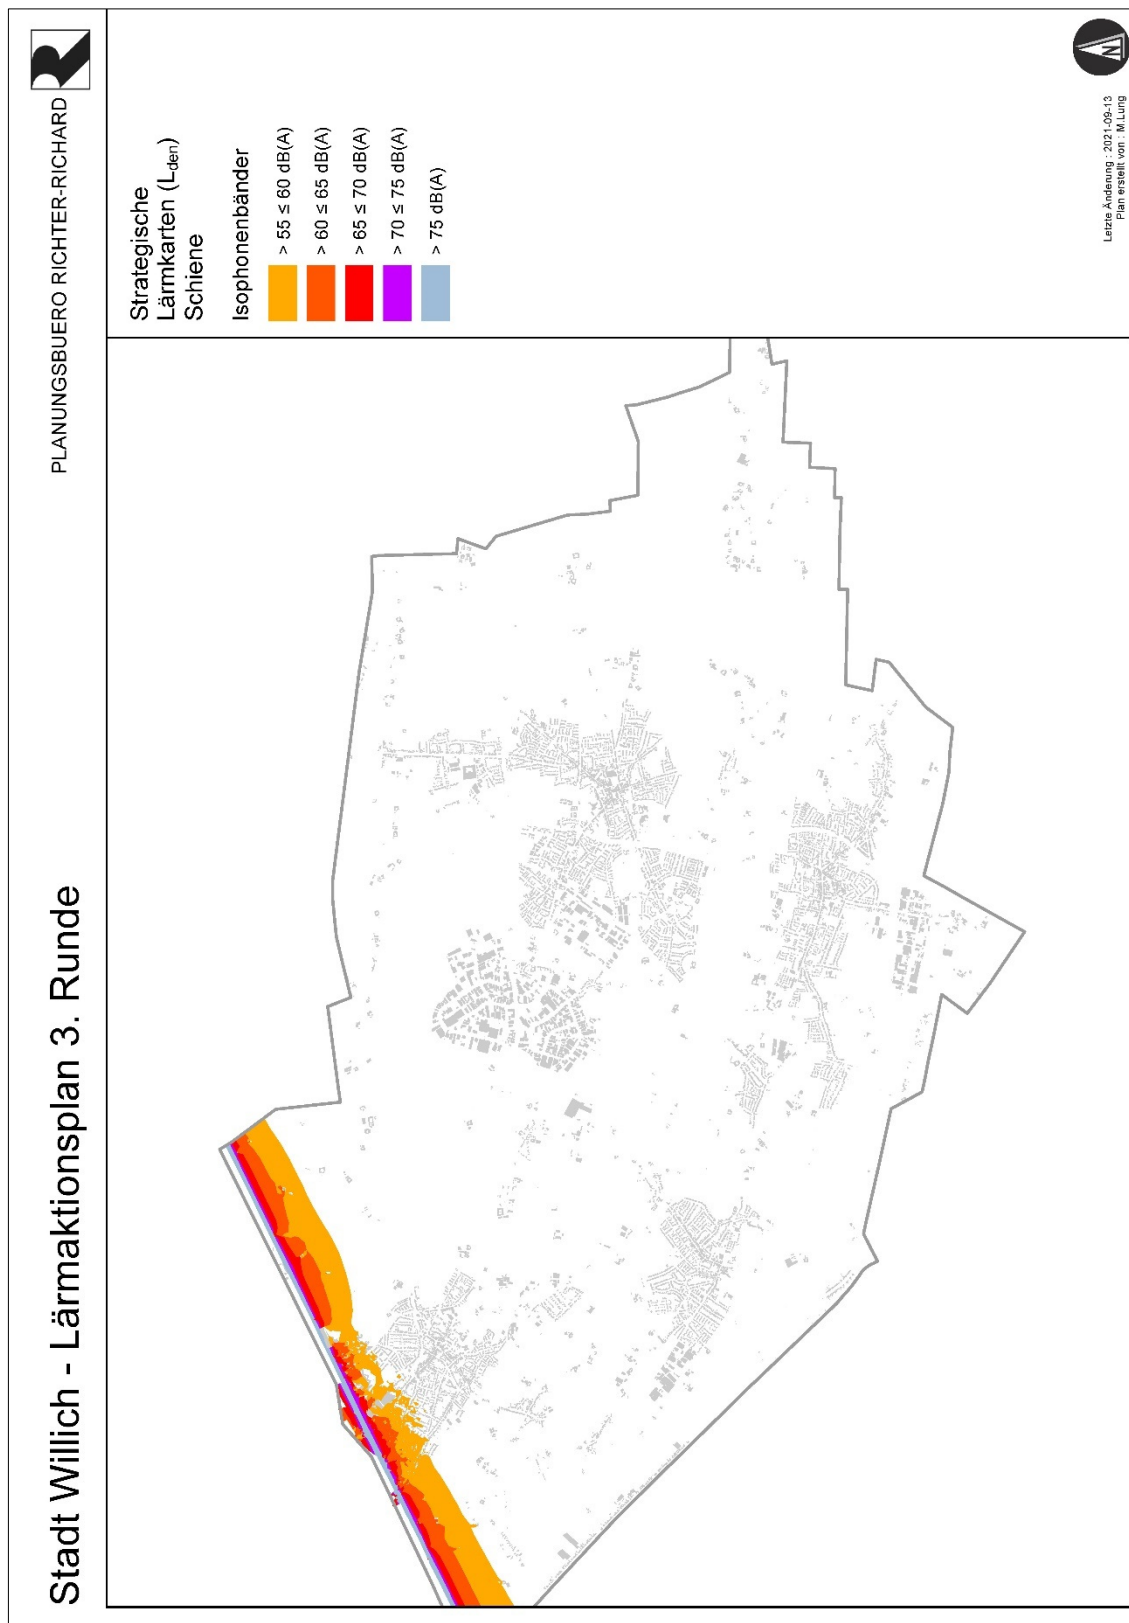 Stadt Willich - Lärmaktionsplan 3. Runde
PLANUNGSBUERO RICHTER-RICHARD
Strategische
Lärmkarten (Lden)
Schiene
Isophonenbänder
> 55 ≤ 60 dB(A)
> 60 ≤ 65 dB(A)
> 65 ≤ 70 dB(A)
> 70 ≤ 75 dB(A)
> 75 dB(A)
N
Letzte Änderung : 2021-09-13
Plan erstellt von : M.Lung